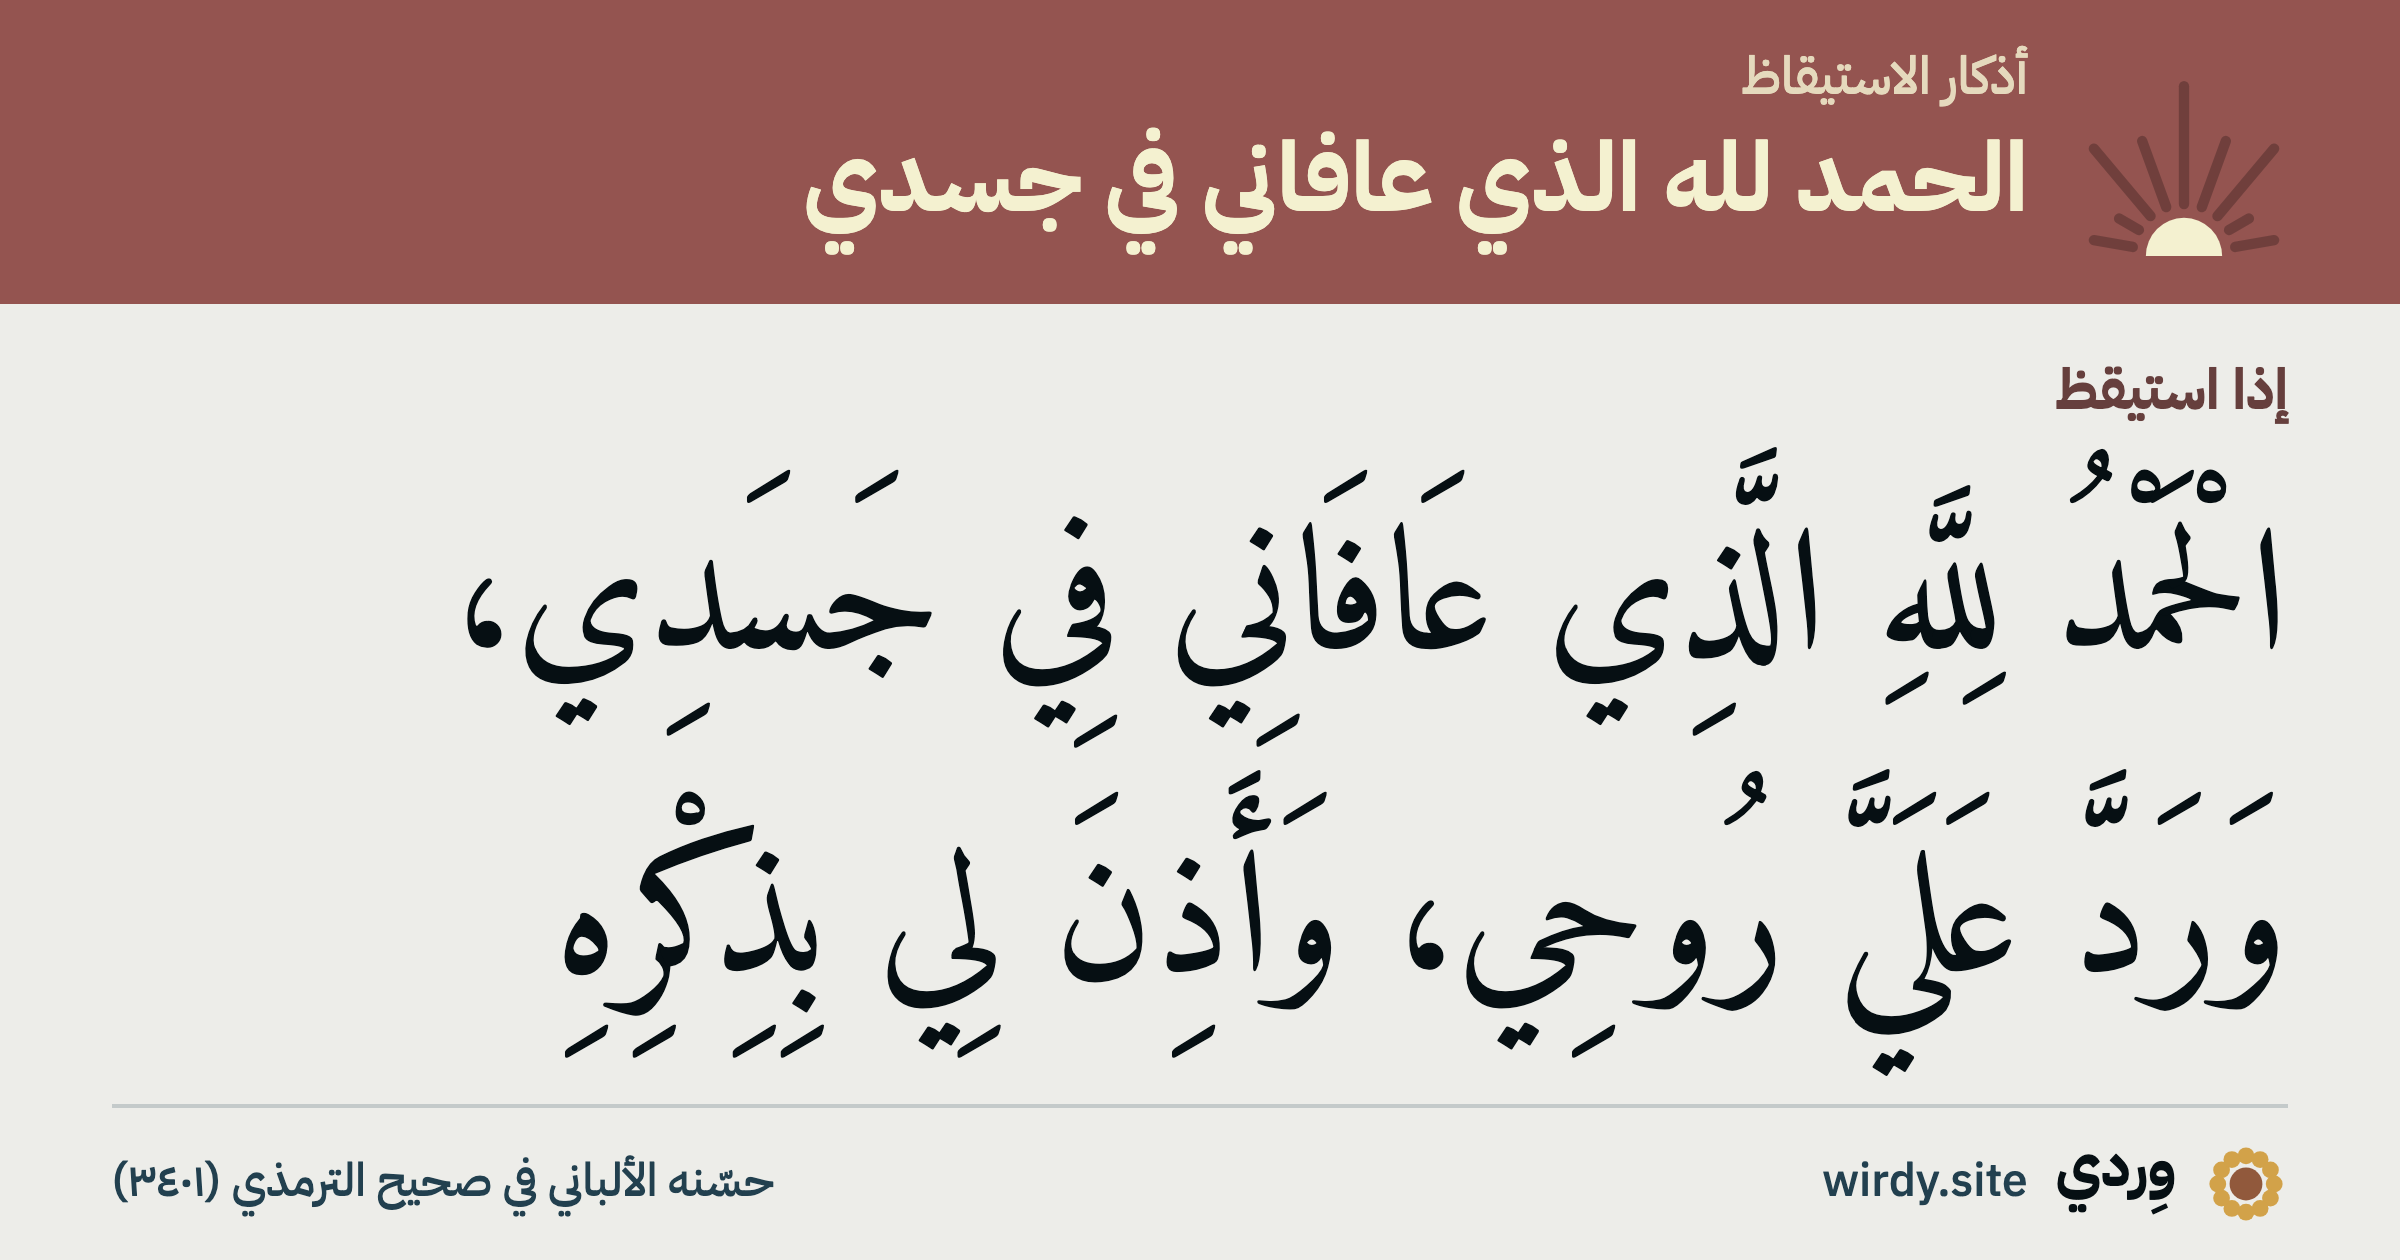 أذكار الاستيقاظ
الحمد لله الذي عافاني في جسدي
إذا استيقظ
الْحَمْدُ لِلَّهِ الَّذِي عَافَانِي فِي جَسَدِي،
وَرَدَّ عَلَيَّ رُوحِي، وَأَذِنَ لِي بِذِكْرِهِ
وِردي wirdy.site
حسّنه الألباني في صحيح الترمذي (٣٤٠١)